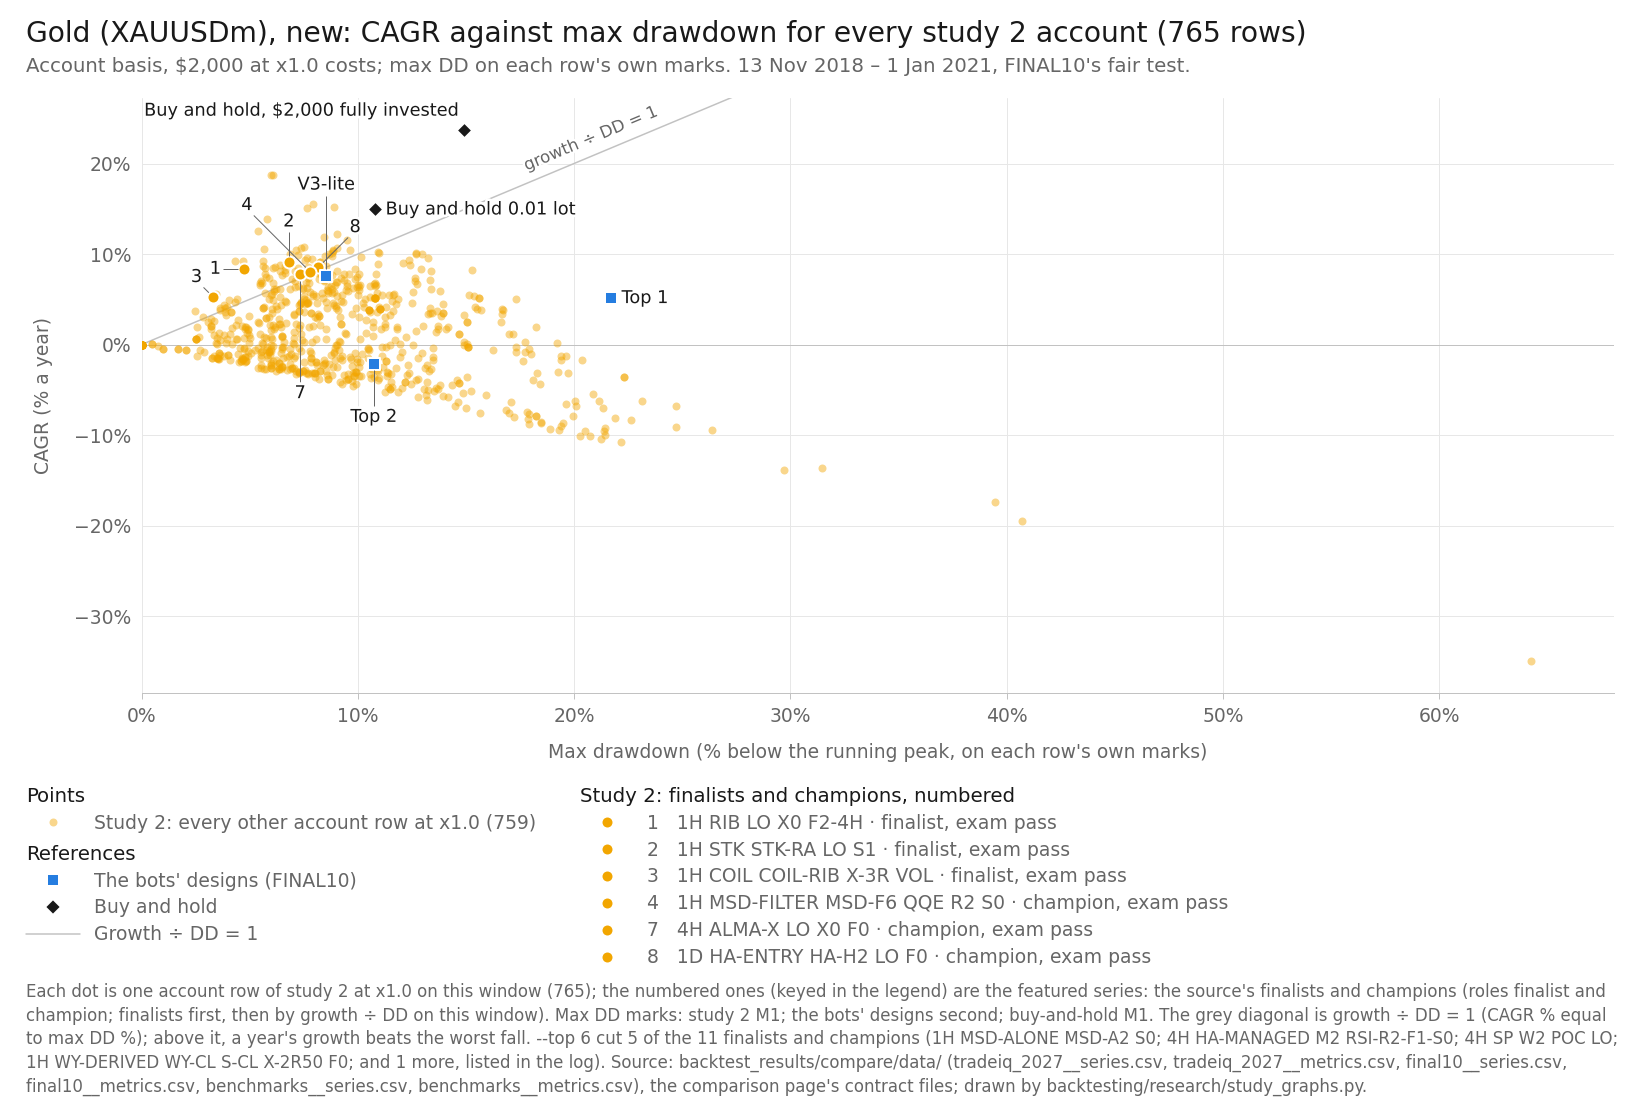 Gold (XAUUSDm), new: CAGR against max drawdown for every study 2 account (765 rows)
Account basis, $2,000 at x1.0 costs; max DD on each row's own marks. 13 Nov 2018 – 1 Jan 2021, FINAL10's fair test.
Buy and hold, $2,000 fully invested
growth ÷ DD = 1
20%
V3-lite
4
2
8
Buy and hold 0.01 lot
10%
3
1
Top 1
0%
7
Top 2
−10%
−20%
−30%
CAGR (% a year)
0%
10%
20%
30%
40%
50%
60%
Max drawdown (% below the running peak, on each row's own marks)
Points
Study 2: every other account row at x1.0 (759)
References
The bots' designs (FINAL10)
Buy and hold
Growth ÷ DD = 1
Study 2: finalists and champions, numbered
1 1H RIB LO X0 F2-4H · finalist, exam pass
2 1H STK STK-RA LO S1 · finalist, exam pass
3 1H COIL COIL-RIB X-3R VOL · finalist, exam pass
4 1H MSD-FILTER MSD-F6 QQE R2 S0 · champion, exam pass
7 4H ALMA-X LO X0 F0 · champion, exam pass
8 1D HA-ENTRY HA-H2 LO F0 · champion, exam pass
Each dot is one account row of study 2 at x1.0 on this window (765); the numbered ones (keyed in the legend) are the featured series: the source's finalists and champions (roles finalist and
champion; finalists first, then by growth ÷ DD on this window). Max DD marks: study 2 M1; the bots' designs second; buy-and-hold M1. The grey diagonal is growth ÷ DD = 1 (CAGR % equal
to max DD %); above it, a year's growth beats the worst fall. --top 6 cut 5 of the 11 finalists and champions (1H MSD-ALONE MSD-A2 S0; 4H HA-MANAGED M2 RSI-R2-F1-S0; 4H SP W2 POC LO;
1H WY-DERIVED WY-CL S-CL X-2R50 F0; and 1 more, listed in the log). Source: backtest_results/compare/data/ (tradeiq_2027__series.csv, tradeiq_2027__metrics.csv, final10__series.csv,
final10__metrics.csv, benchmarks__series.csv, benchmarks__metrics.csv), the comparison page's contract files; drawn by backtesting/research/study_graphs.py.